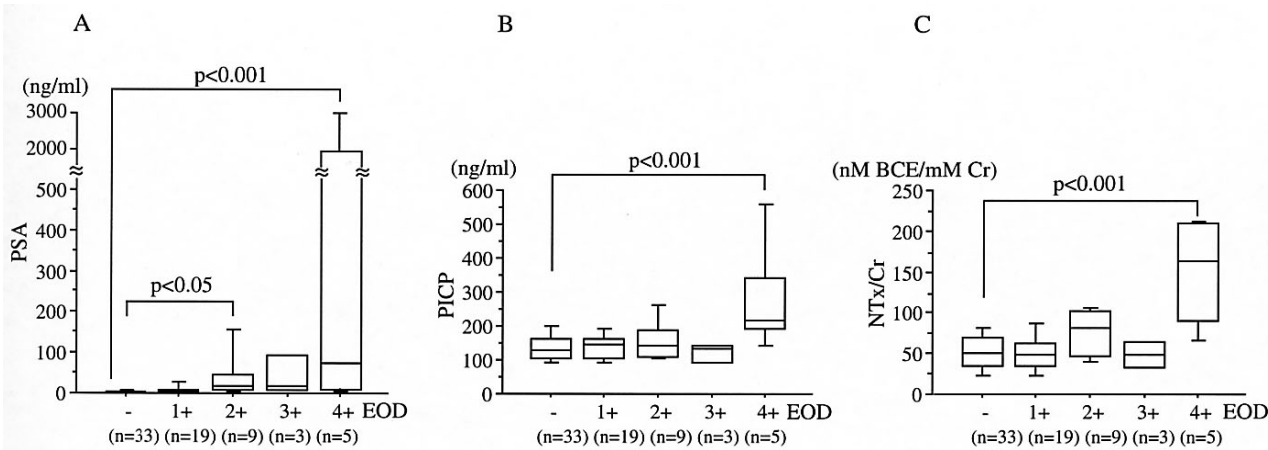 A
(ng/ml)
p<0.001
3000
2000
500
400
300
200
100
0
PSA
p<0.05
- 1+ 2+ 3+ 4+ EOD
(n=33) (n=19) (n=9) (n=3) (n=5)
B
(ng/ml)
p<0.001
600
500
400
300
200
100
0
PICP
- 1+ 2+ 3+ 4+ EOD
(n=33) (n=19) (n=9) (n=3) (n=5)
C
(nM BCE/mM Cr)
p<0.001
250
200
150
100
50
0
NTx/Cr
- 1+ 2+ 3+ 4+ EOD
(n=33) (n=19) (n=9) (n=3) (n=5)